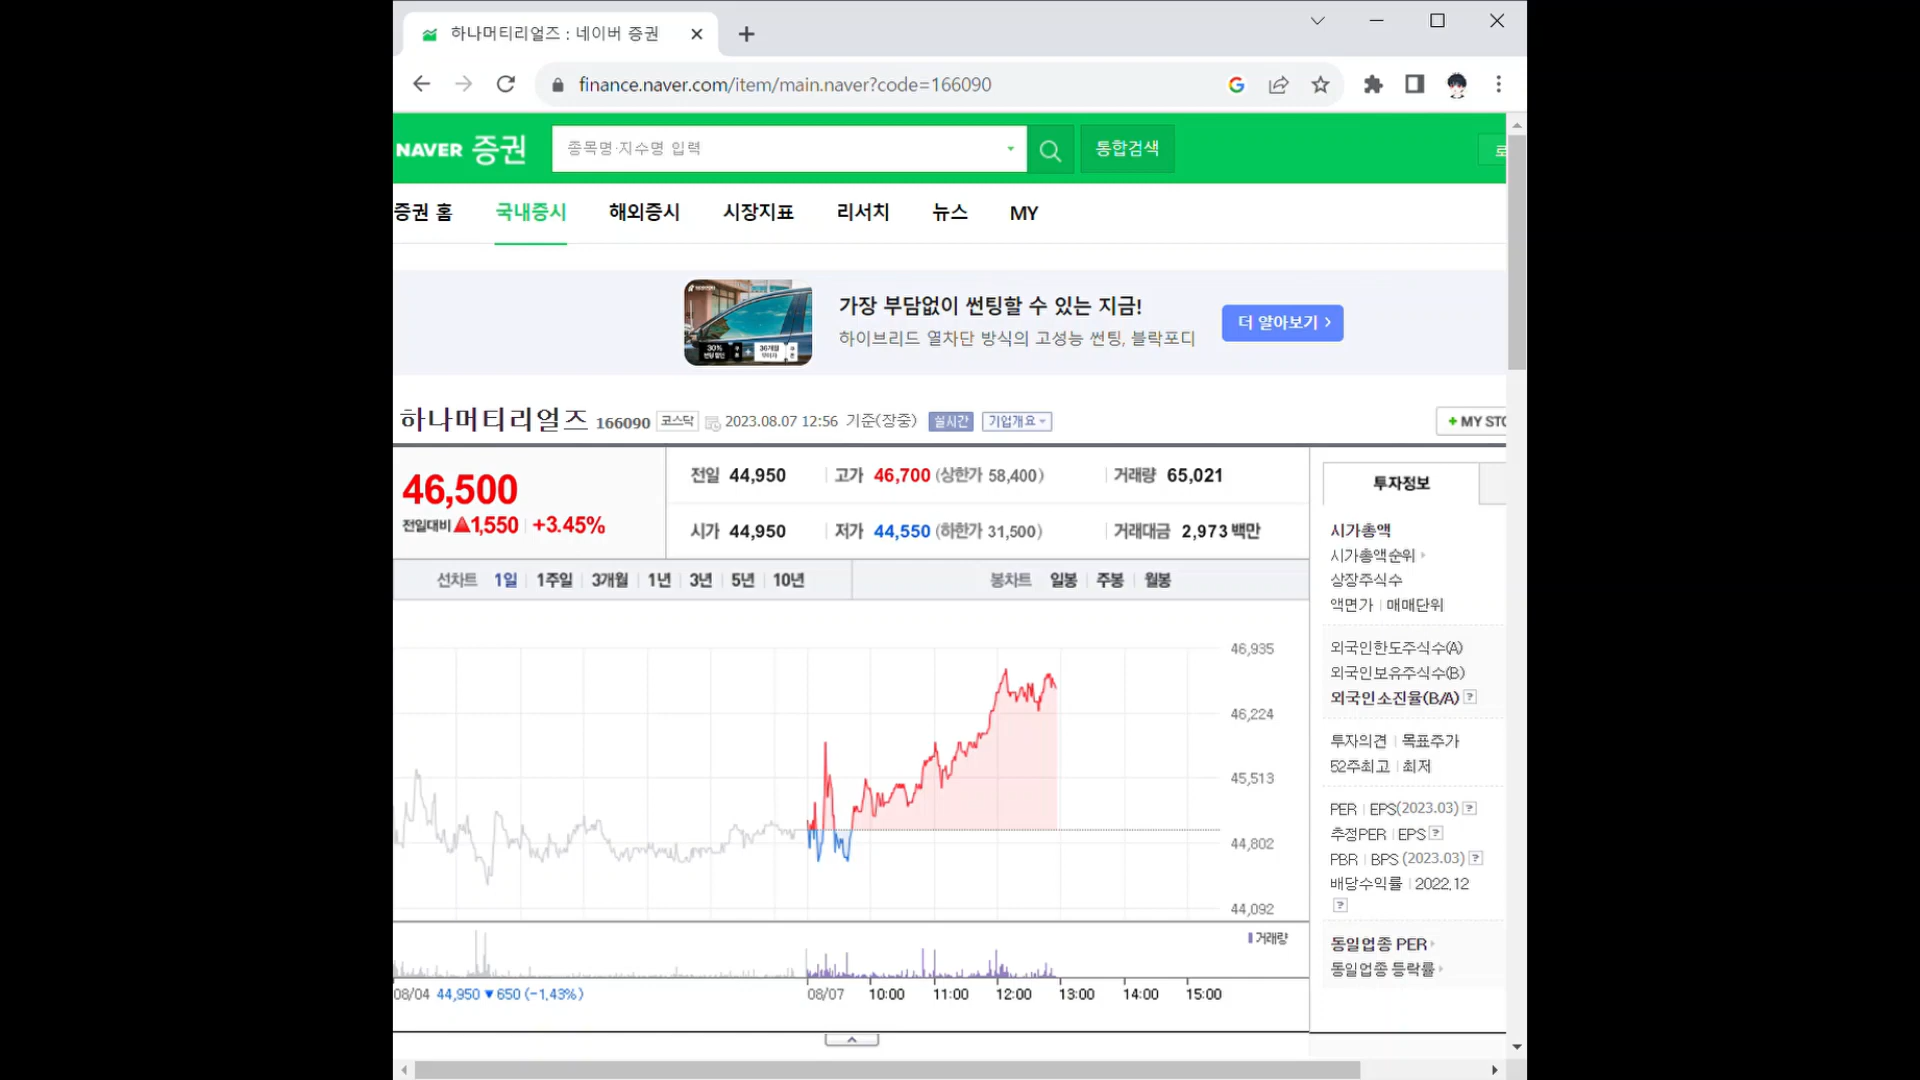 하나머티리얼즈 : 네이버 증권
finance.naver.com/item/main.naver?code=166090
NAVER 증권 종목명·지수명 입력 통합검색
증권 홈 국내증시 해외증시 시장지표 리서치 뉴스 MY
가장 부담없이 썬팅할 수 있는 지금!
하이브리드 열차단 방식의 고성능 썬팅, 블락포디
더 알아보기
하나머티리얼즈 166090 코스닥 2023.08.07 12:56 기준(장중) 실시간 기업개요
+ MY STO
46,500
전일대비 ▲1,550 +3.45%
전일 44,950 고가 46,700 (상한가 58,400) 거래량 65,021
시가 44,950 저가 44,550 (하한가 31,500) 거래대금 2,973 백만
선차트 1일 1주일 3개월 1년 3년 5년 10년 봉차트 일봉 주봉 월봉
46,935
46,224
45,513
44,802
44,092
거래량
08/04 44,950 ▼ 650 (-1.43%) 08/07 10:00 11:00 12:00 13:00 14:00 15:00
투자정보
시가총액
시가총액순위
상장주식수
액면가 | 매매단위
외국인한도주식수(A)
외국인보유주식수(B)
외국인소진율(B/A) ?
투자의견 | 목표주가
52주최고 | 최저
PER | EPS(2023.03) ?
추정PER | EPS ?
PBR | BPS (2023.03) ?
배당수익률 | 2022.12
?
동일업종 PER
동일업종 등락률